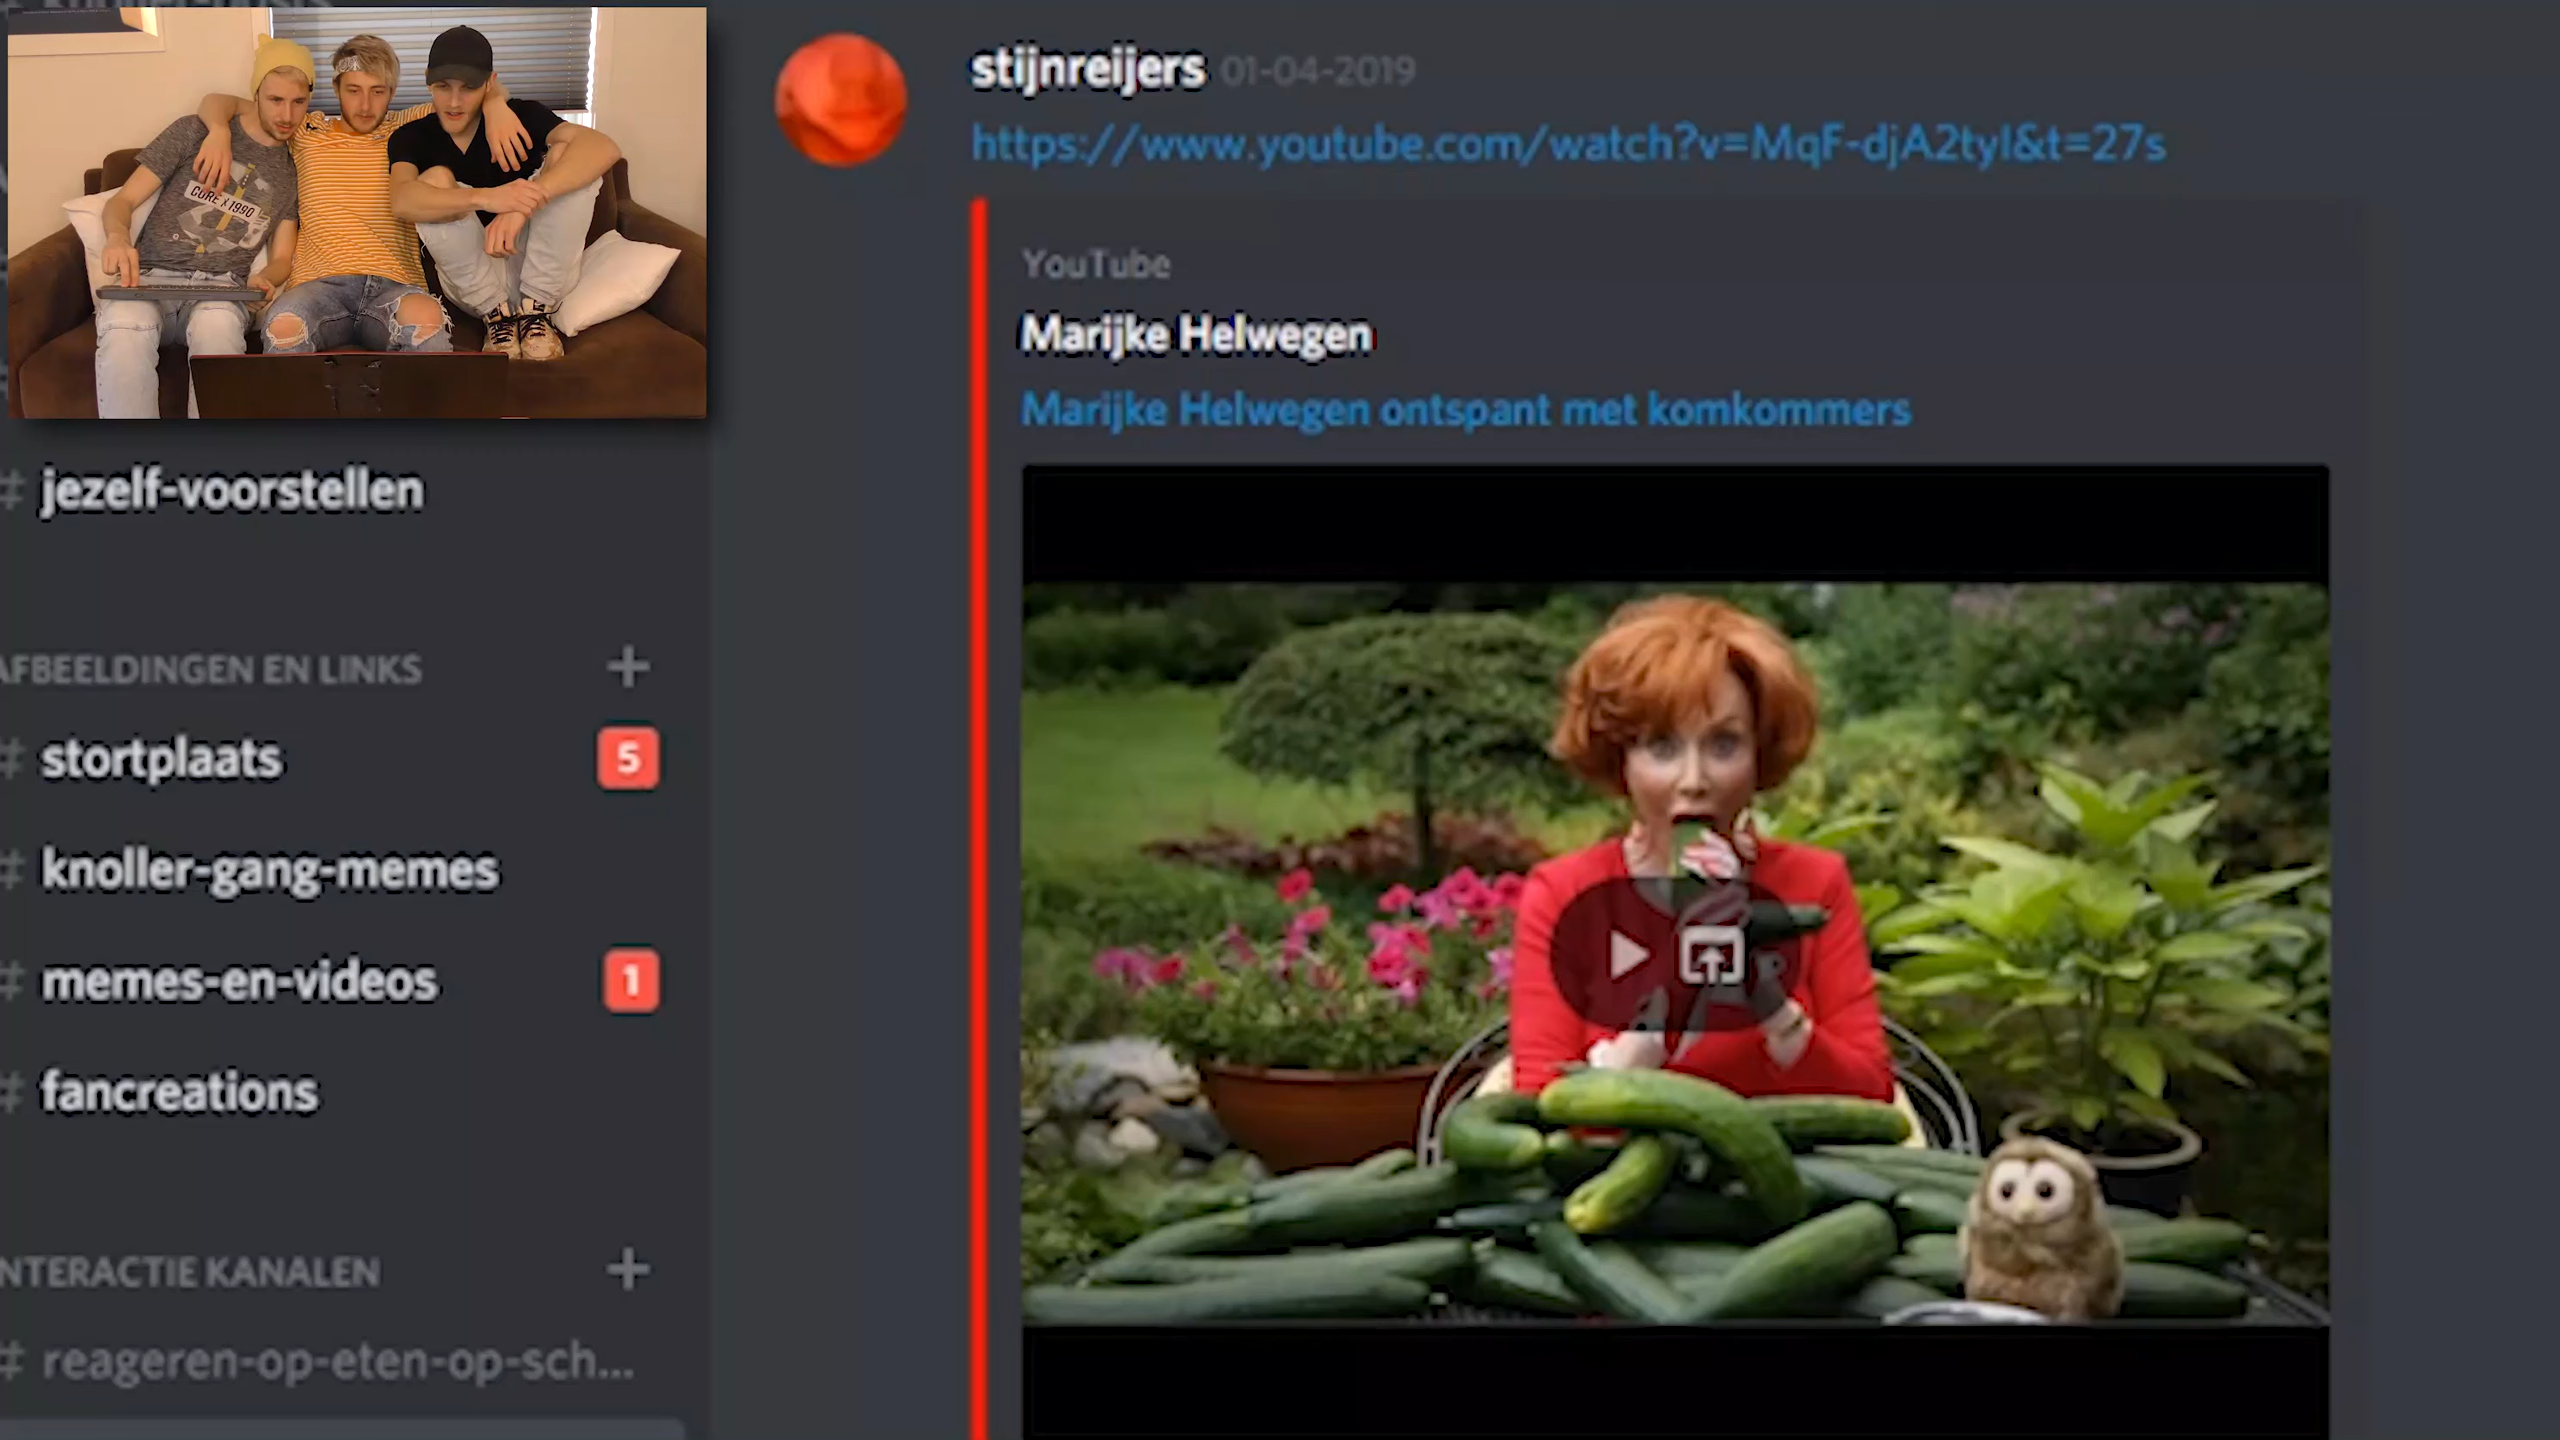 CORE X 1990
stijnreijers 01-04-2019
https://www.youtube.com/watch?v=MqF-djA2tyI&t=27s
YouTube
Marijke Helwegen
Marijke Helwegen ontspant met komkommers
# jezelf-voorstellen
AFBEELDINGEN EN LINKS +
# stortplaats 5
# knoller-gang-memes
# memes-en-videos 1
# fancreations
NTERACTIE KANALEN +
# reageren-op-eten-op-sch...